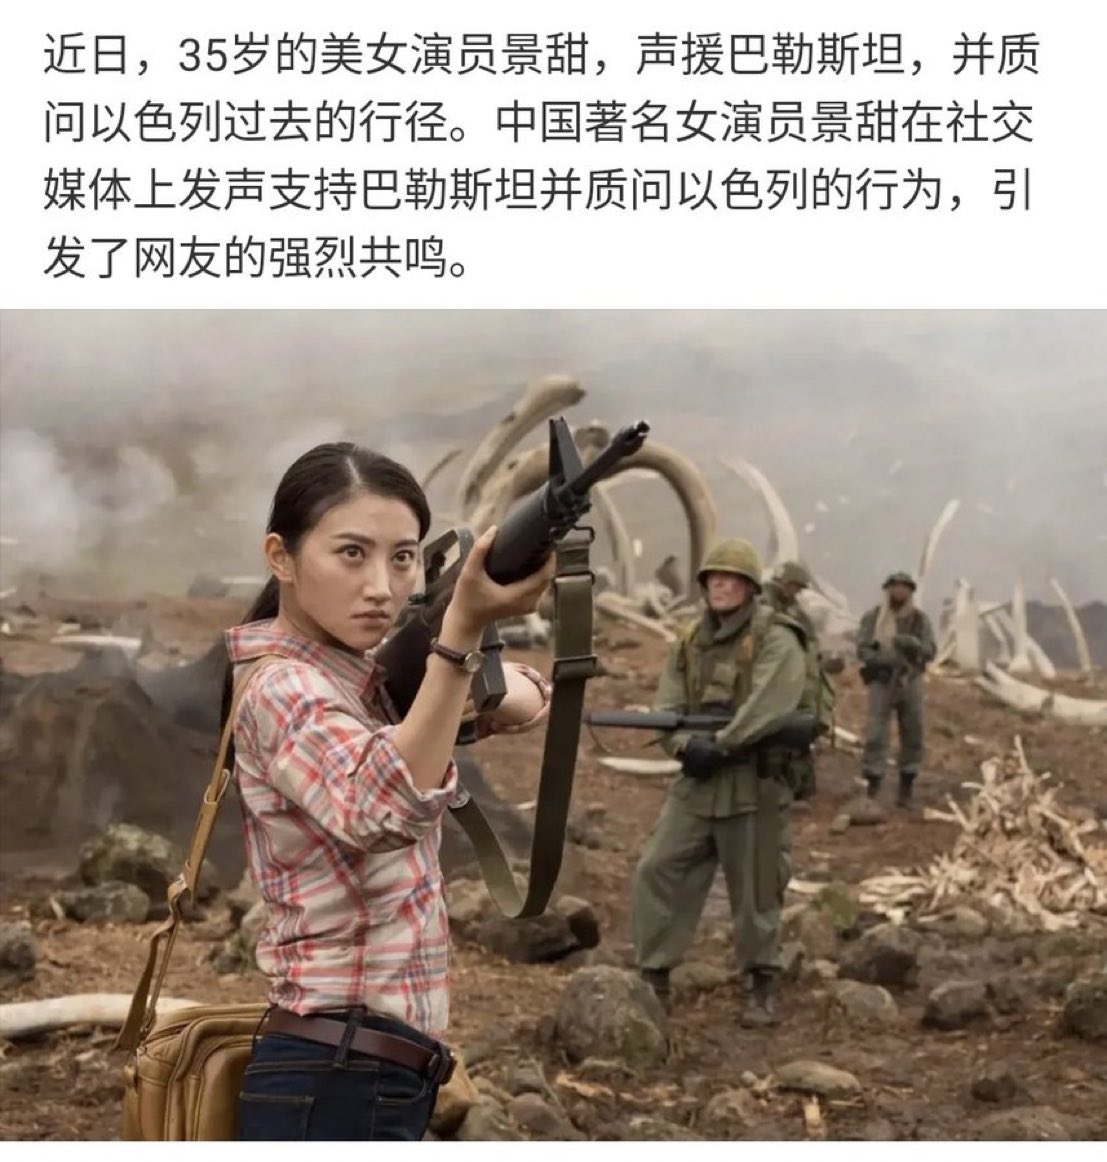 近日，35岁的美女演员景甜，声援巴勒斯坦，并质
问以色列过去的行径。中国著名女演员景甜在社交
媒体上发声支持巴勒斯坦并质问以色列的行为，引
发了网友的强烈共鸣。